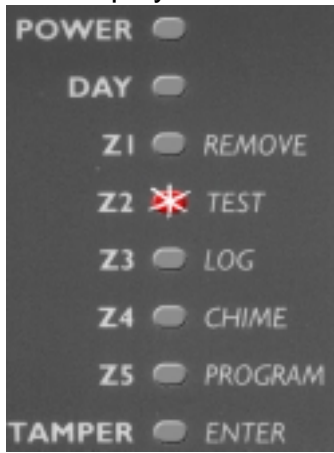 POWER
DAY
Z1 REMOVE
Z2 TEST
Z3 LOG
Z4 CHIME
Z5 PROGRAM
TAMPER ENTER